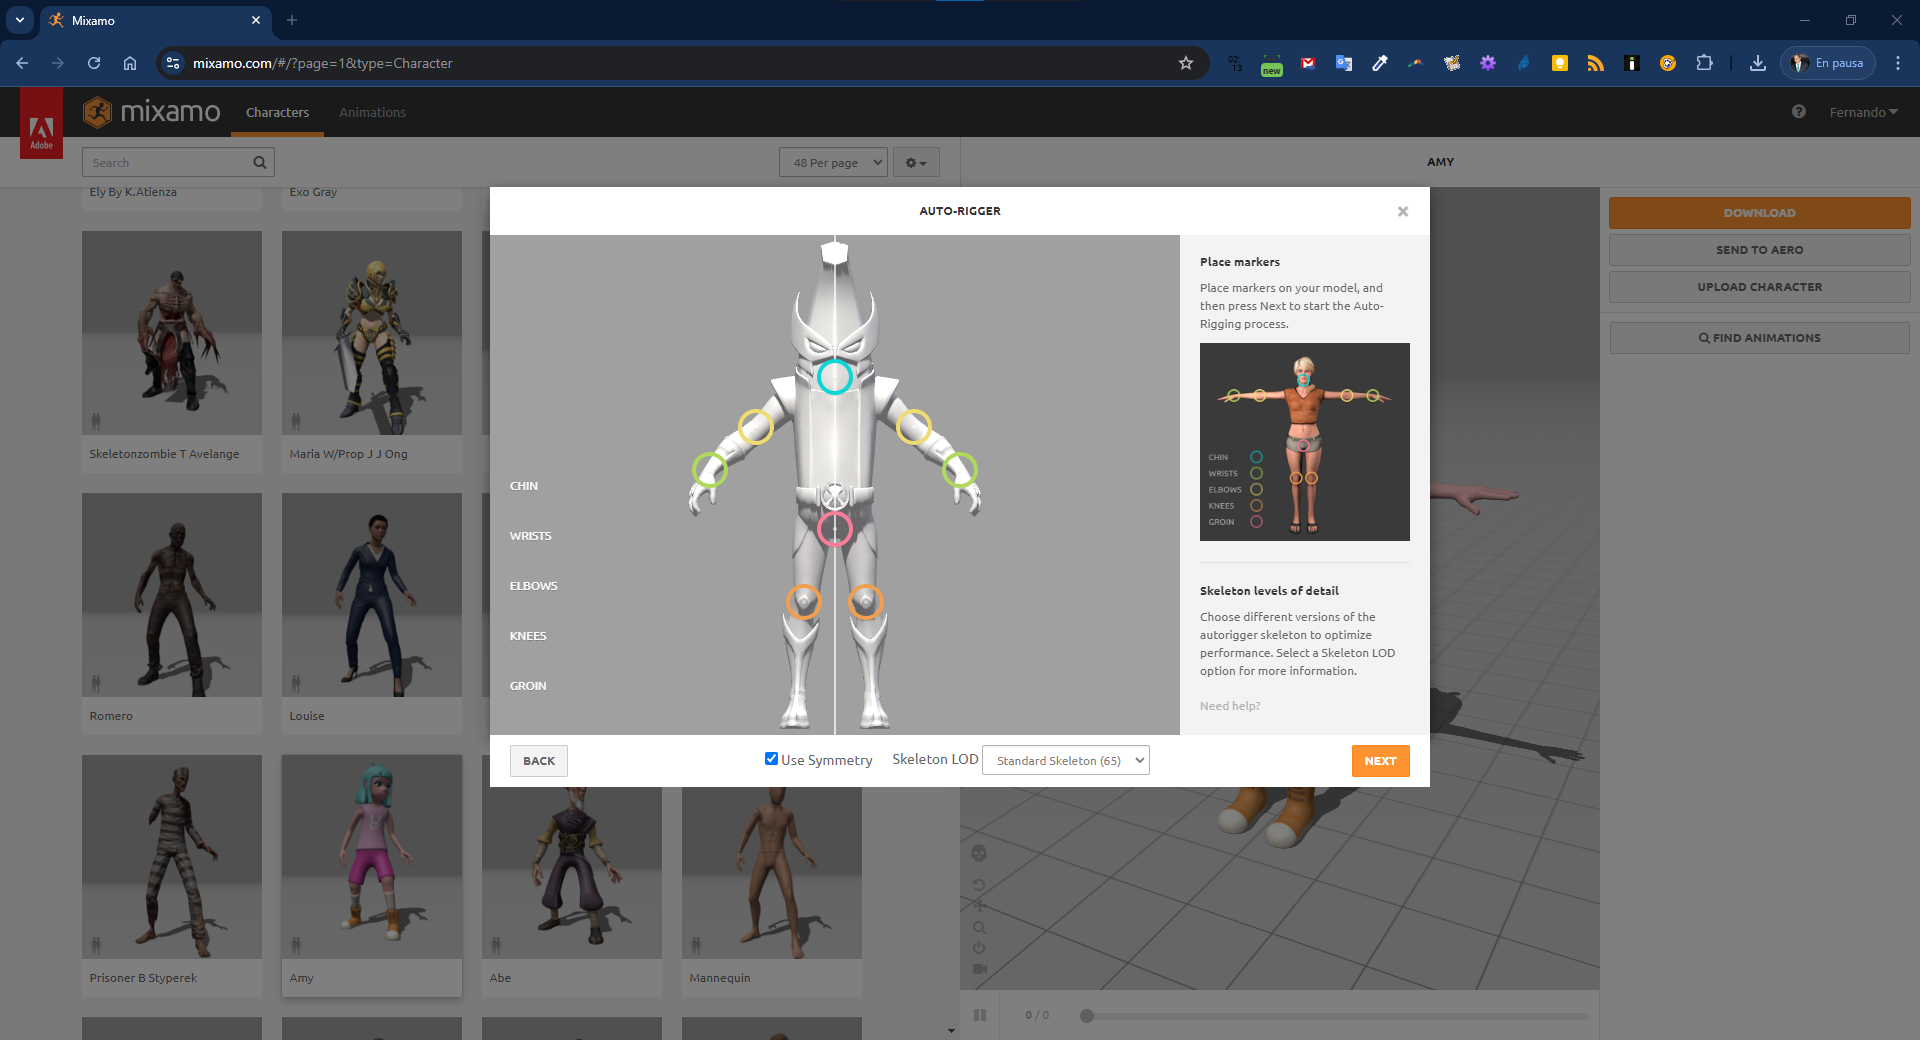 Mixamo
mixamo.com/#/?page=1&type=Character
02:
13
new
En pausa
Adobe
mixamo
Characters
Animations
Fernando
Search
48 Per page
AMY
Ely By K.Atienza
Exo Gray
AUTO-RIGGER
DOWNLOAD
SEND TO AERO
UPLOAD CHARACTER
FIND ANIMATIONS
Place markers
Place markers on your model, and
then press Next to start the Auto-
Rigging process.
CHIN
WRISTS
ELBOWS
KNEES
GROIN
CHIN
WRISTS
ELBOWS
KNEES
GROIN
Skeleton levels of detail
Choose different versions of the
autorigger skeleton to optimize
performance. Select a Skeleton LOD
option for more information.
Need help?
BACK
Use Symmetry
Skeleton LOD
Standard Skeleton (65)
NEXT
Skeletonzombie T Avelange
Maria W/Prop J J Ong
Romero
Louise
Prisoner B Styperek
Amy
Abe
Mannequin
0 / 0